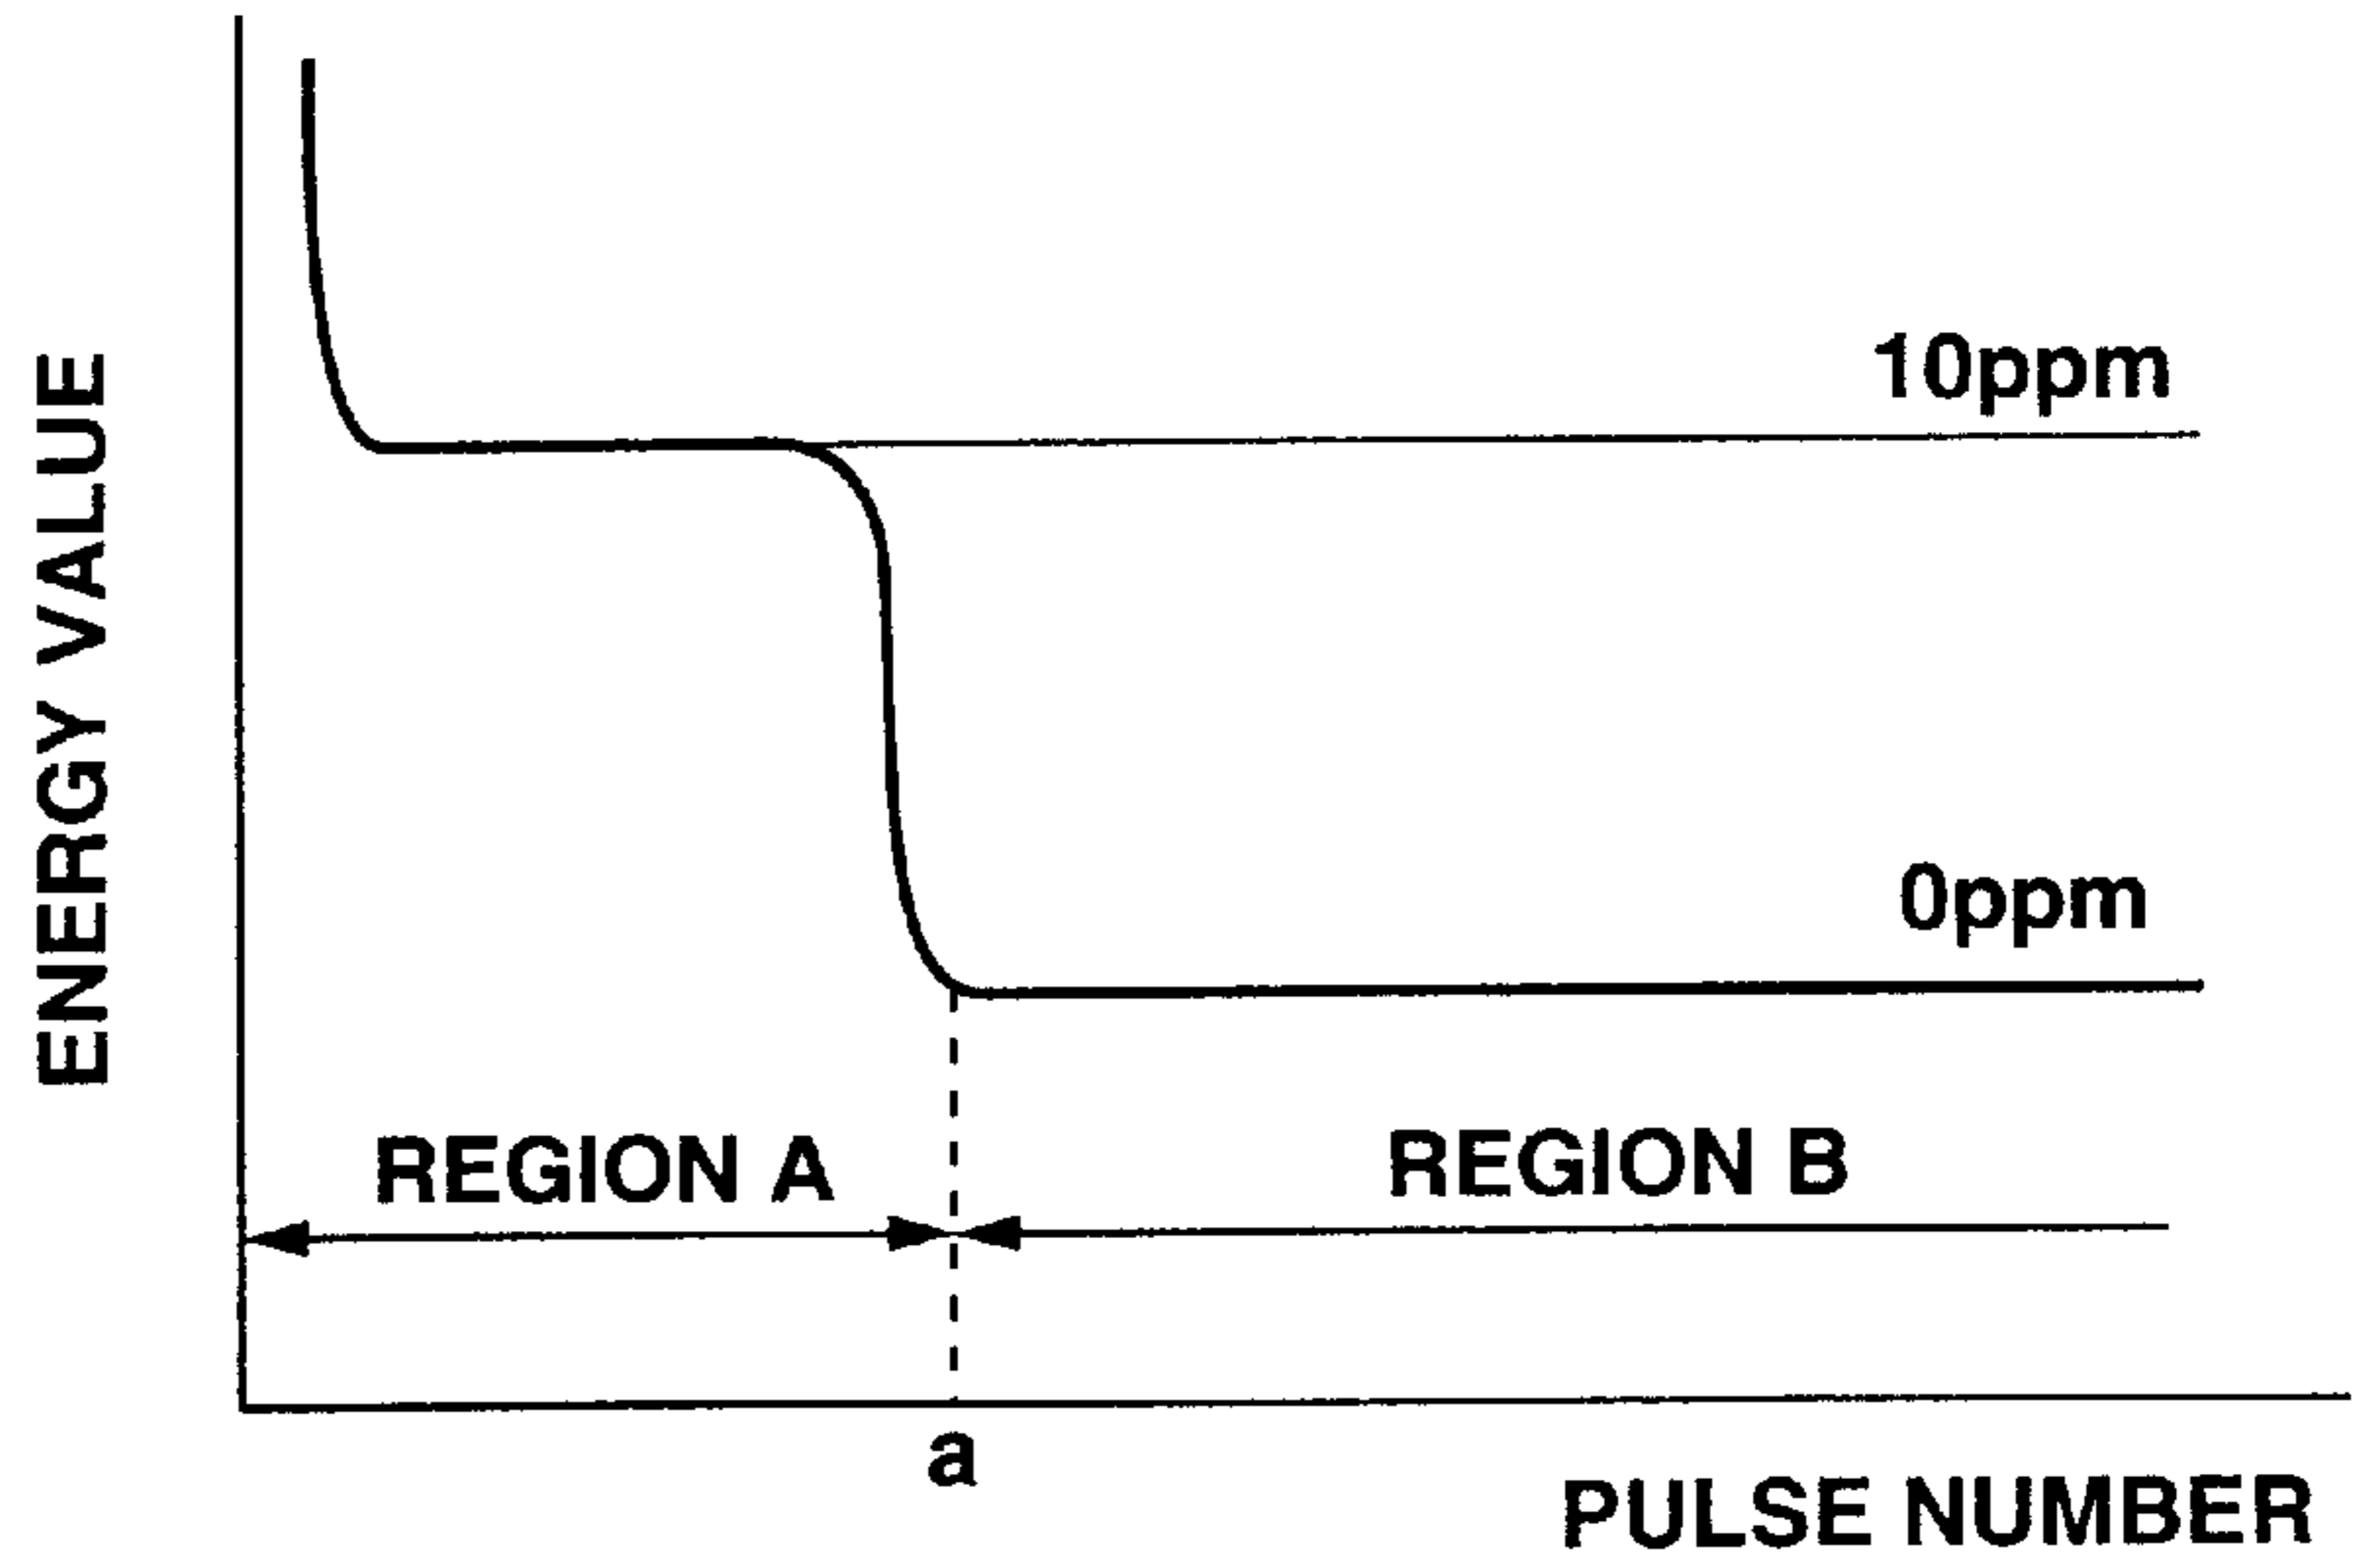 ENERGY VALUE
10ppm
0ppm
REGION A
REGION B
a
PULSE NUMBER